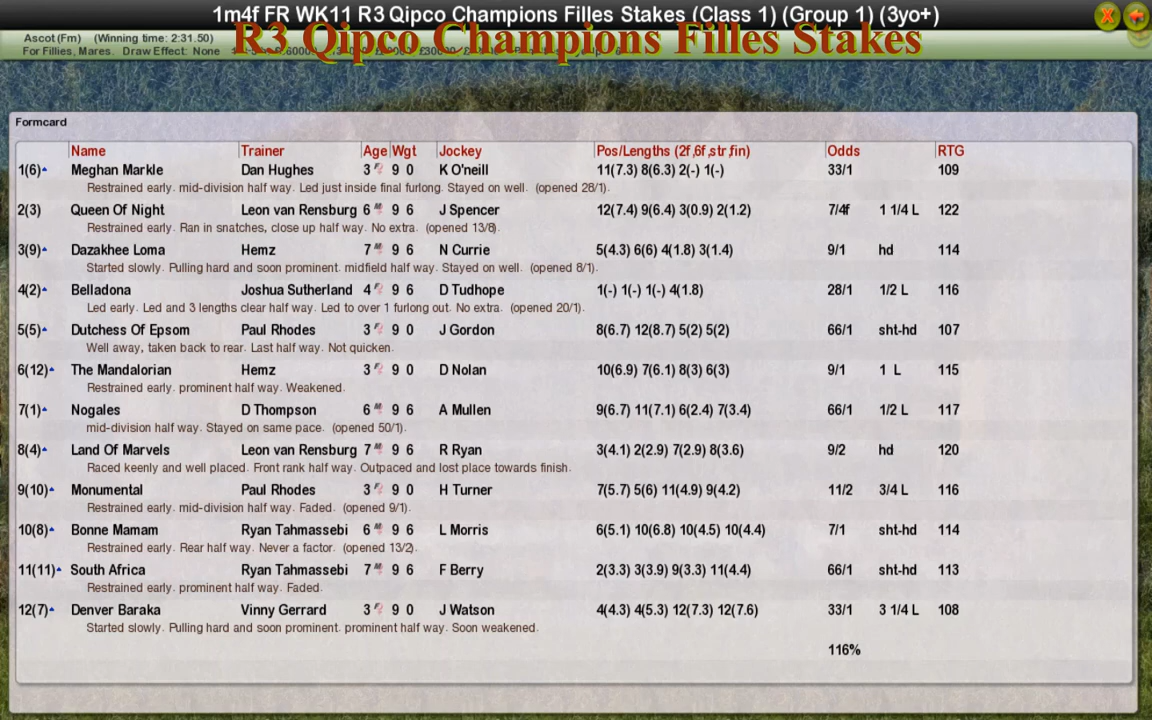 1m4f FR WK11 R3 Qipco Champions Filles Stakes (Class 1) (Group 1) (3yo+)
R3 Qipco Champions Filles Stakes
Ascot(Fm) (Winning time: 2:31.50)
For Fillies, Mares. Draw Effect: None
Formcard
Name Trainer Age Wgt Jockey Pos/Lengths (2f,6f,str,fin) Odds RTG
1(6) Meghan Markle Dan Hughes 3 f 9 0 K O'neill 11(7.3) 8(6.3) 2(-) 1(-) 33/1 109
Restrained early. mid-division half way. Led just inside final furlong. Stayed on well. (opened 28/1).
2(3) Queen Of Night Leon van Rensburg 6 M 9 6 J Spencer 12(7.4) 9(6.4) 3(0.9) 2(1.2) 7/4f 1 1/4 L 122
Restrained early. Ran in snatches, close up half way. No extra. (opened 13/8).
3(9) Dazakhee Loma Hemz 7 M 9 6 N Currie 5(4.3) 6(6) 4(1.8) 3(1.4) 9/1 hd 114
Started slowly. Pulling hard and soon prominent. midfield half way. Stayed on well. (opened 8/1).
4(2) Belladona Joshua Sutherland 4 M 9 6 D Tudhope 1(-) 1(-) 1(-) 4(1.8) 28/1 1/2 L 116
Led early. Led and 3 lengths clear half way. Led to over 1 furlong out. No extra. (opened 20/1).
5(5) Dutchess Of Epsom Paul Rhodes 3 f 9 0 J Gordon 8(6.7) 12(8.7) 5(2) 5(2) 66/1 sht-hd 107
Well away, taken back to rear. Last half way. Not quicken.
6(12) The Mandalorian Hemz 3 f 9 0 D Nolan 10(6.9) 7(6.1) 8(3) 6(3) 9/1 1 L 115
Restrained early. prominent half way. Weakened.
7(1) Nogales D Thompson 6 M 9 6 A Mullen 9(6.7) 11(7.1) 6(2.4) 7(3.4) 66/1 1/2 L 117
mid-division half way. Stayed on same pace. (opened 50/1).
8(4) Land Of Marvels Leon van Rensburg 7 M 9 6 R Ryan 3(4.1) 2(2.9) 7(2.9) 8(3.6) 9/2 hd 120
Raced keenly and well placed. Front rank half way. Outpaced and lost place towards finish.
9(10) Monumental Paul Rhodes 3 f 9 0 H Turner 7(5.7) 5(6) 11(4.9) 9(4.2) 11/2 3/4 L 116
Restrained early. mid-division half way. Faded. (opened 9/1).
10(8) Bonne Mamam Ryan Tahmassebi 6 M 9 6 L Morris 6(5.1) 10(6.8) 10(4.5) 10(4.4) 7/1 sht-hd 114
Restrained early. Rear half way. Never a factor. (opened 13/2).
11(11) South Africa Ryan Tahmassebi 7 M 9 6 F Berry 2(3.3) 3(3.9) 9(3.3) 11(4.4) 66/1 sht-hd 113
Restrained early. prominent half way. Faded.
12(7) Denver Baraka Vinny Gerrard 3 f 9 0 J Watson 4(4.3) 4(5.3) 12(7.3) 12(7.6) 33/1 3 1/4 L 108
Started slowly. Pulling hard and soon prominent. prominent half way. Soon weakened.
116%